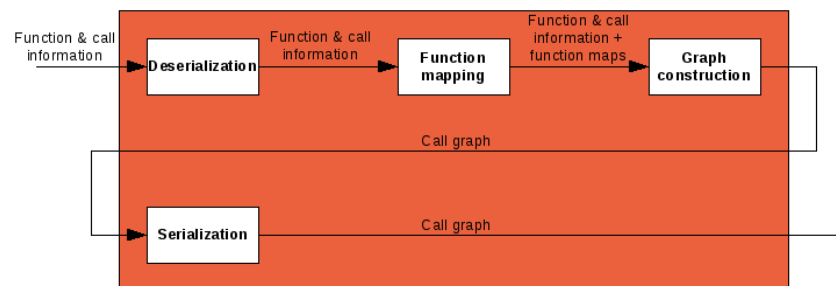 Function & call
information
Deserialization
Function & call
information
Function
mapping
Function & call
information +
function maps
Graph
construction
Call graph
Serialization
Call graph